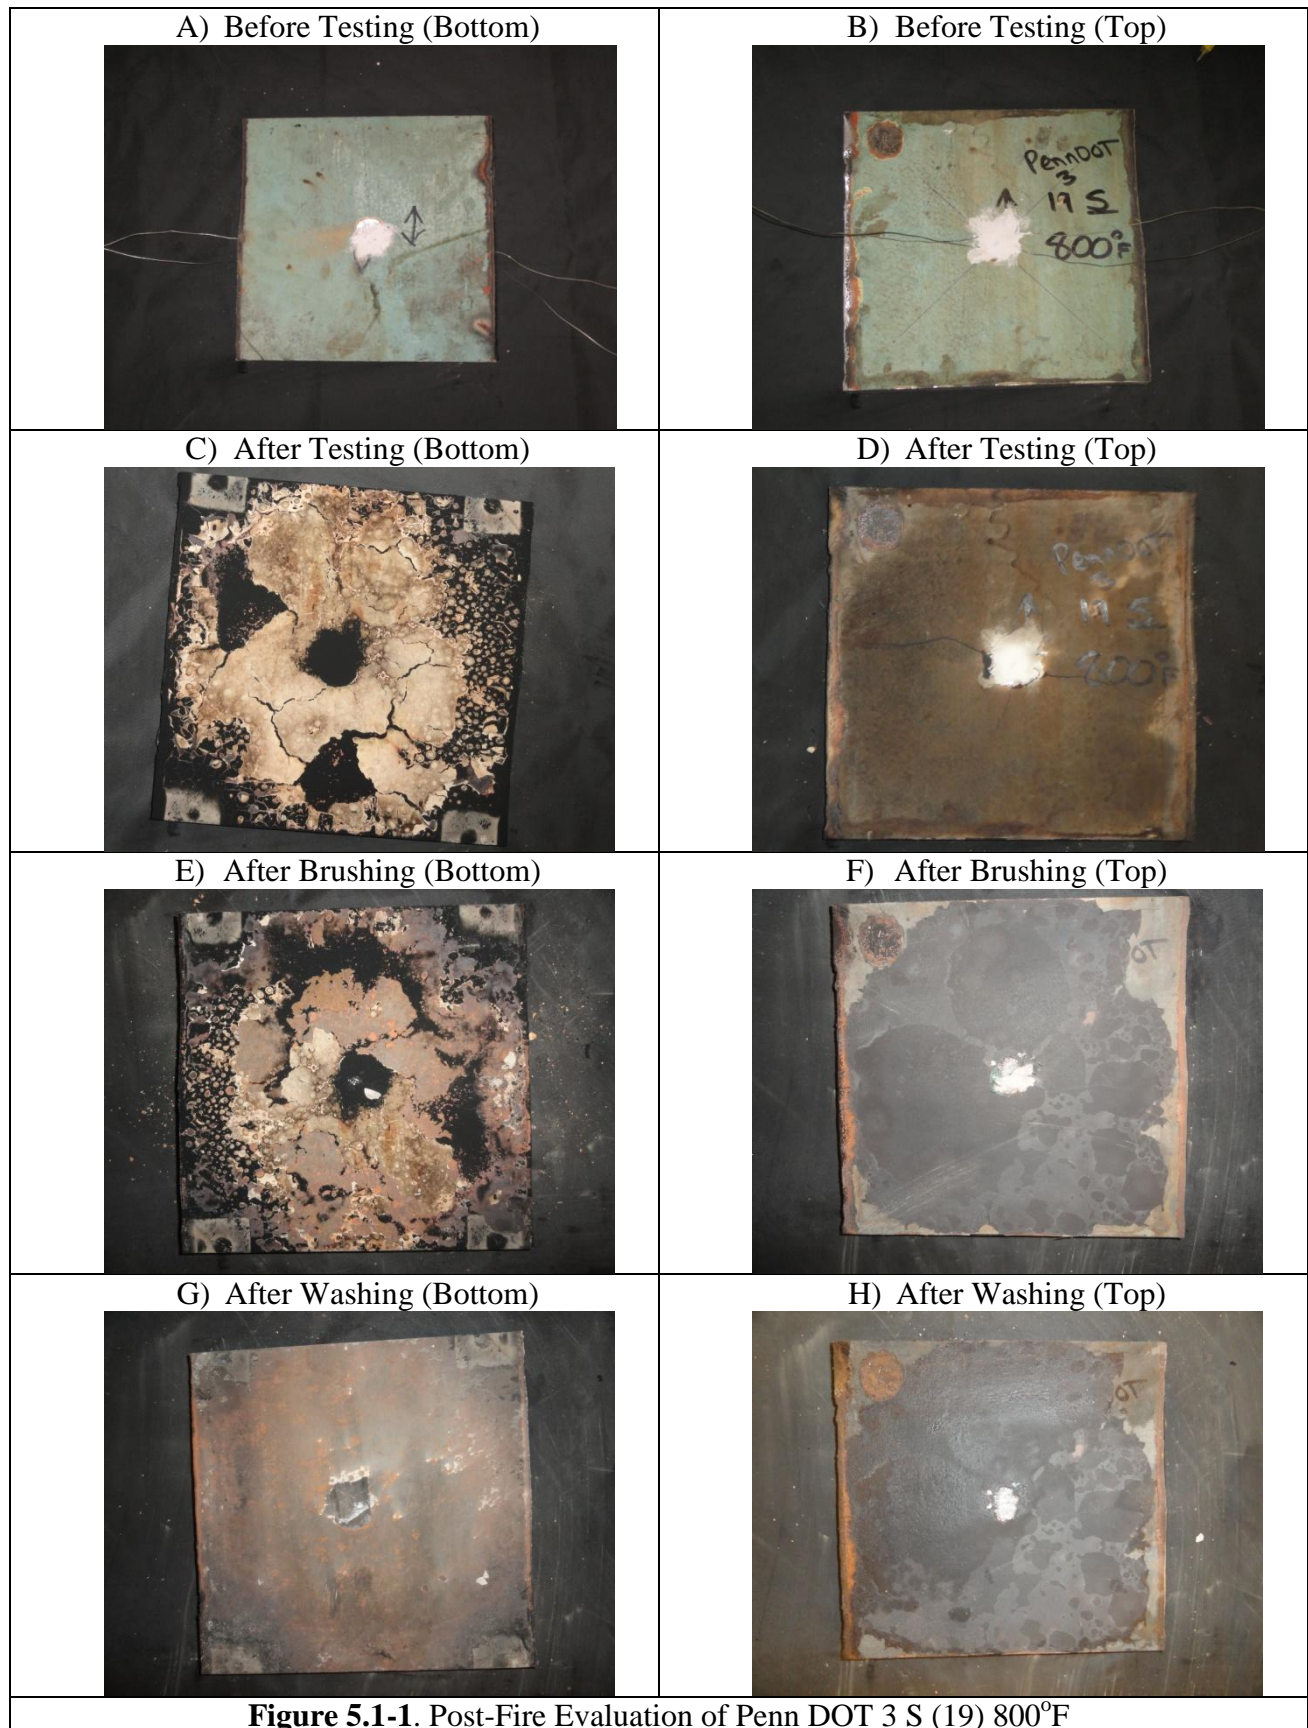 A) Before Testing (Bottom)
B) Before Testing (Top)
PennDOT
3
19 S
800°F
C) After Testing (Bottom)
D) After Testing (Top)
PennDOT
19 S
800°F
E) After Brushing (Bottom)
F) After Brushing (Top)
OT
G) After Washing (Bottom)
H) After Washing (Top)
OT
Figure 5.1-1. Post-Fire Evaluation of Penn DOT 3 S (19) 800°F